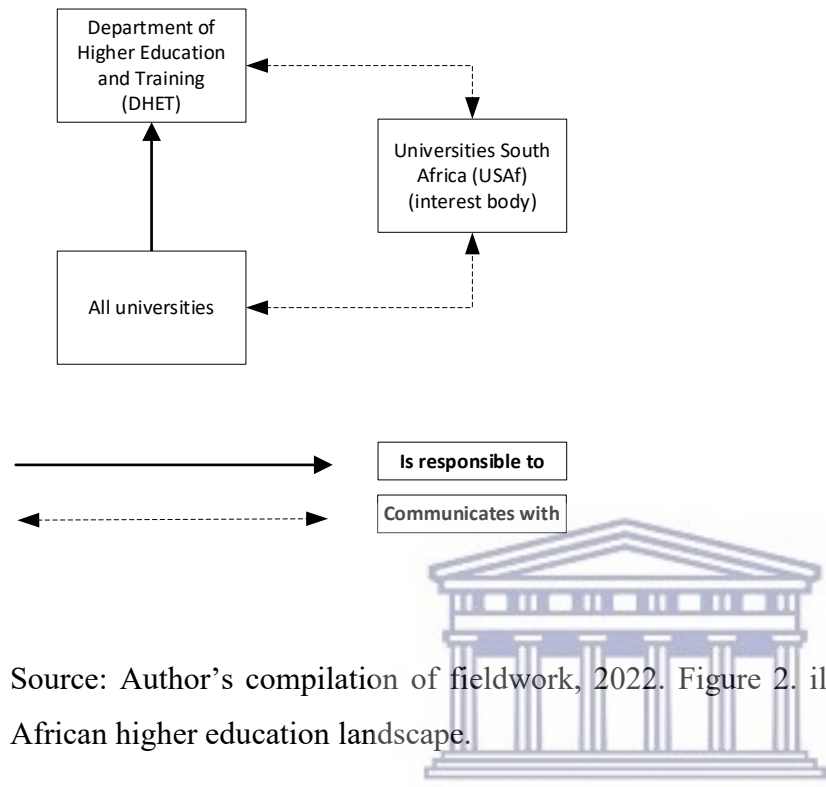 Department of
Higher Education
and Training
(DHET)
Universities South
Africa (USAf)
(interest body)
All universities
Is responsible to
Communicates with
Source: Author’s compilation of fieldwork, 2022. Figure 2.
African higher education landscape.